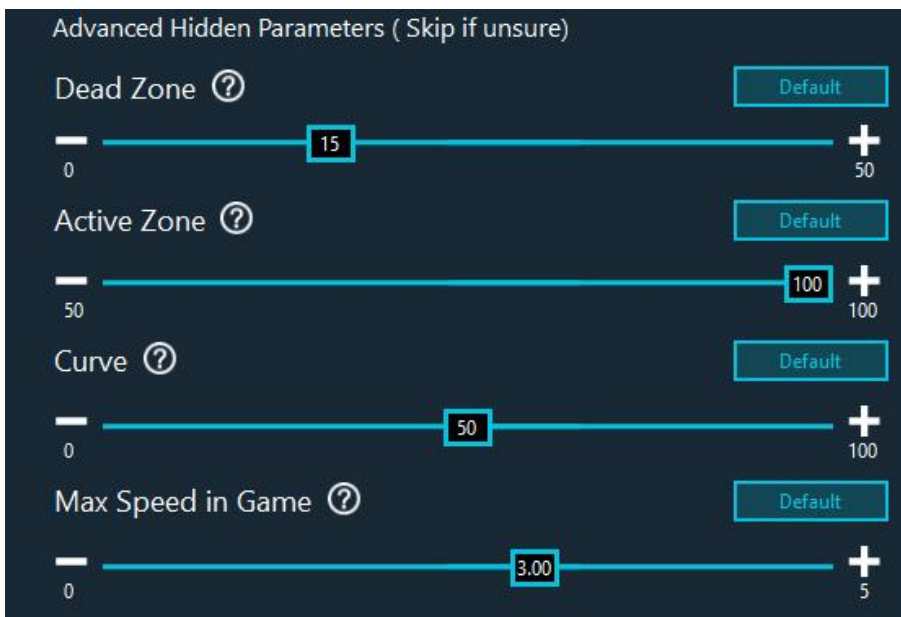 Advanced Hidden Parameters ( Skip if unsure)
Dead Zone ? Default
15
0 50
Active Zone ? Default
100
50 100
Curve ? Default
50
0 100
Max Speed in Game ? Default
3.00
0 5